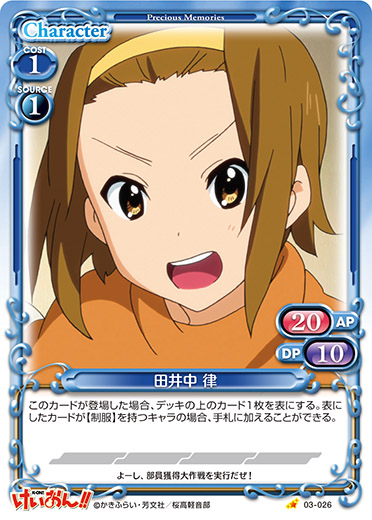 Precious Memories
Character
COST
1
SOURCE
1
20 AP
DP 10
田井中 律
このカードが登場した場合、デッキの上のカード1枚を表にする。表に
したカードが【制服】を持つキャラの場合、手札に加えることができる。
よーし、部員獲得大作戦を実行だぜ!
K-ON!!
けいおん!!
©かきふらい・芳文社/桜高軽音部
03-026